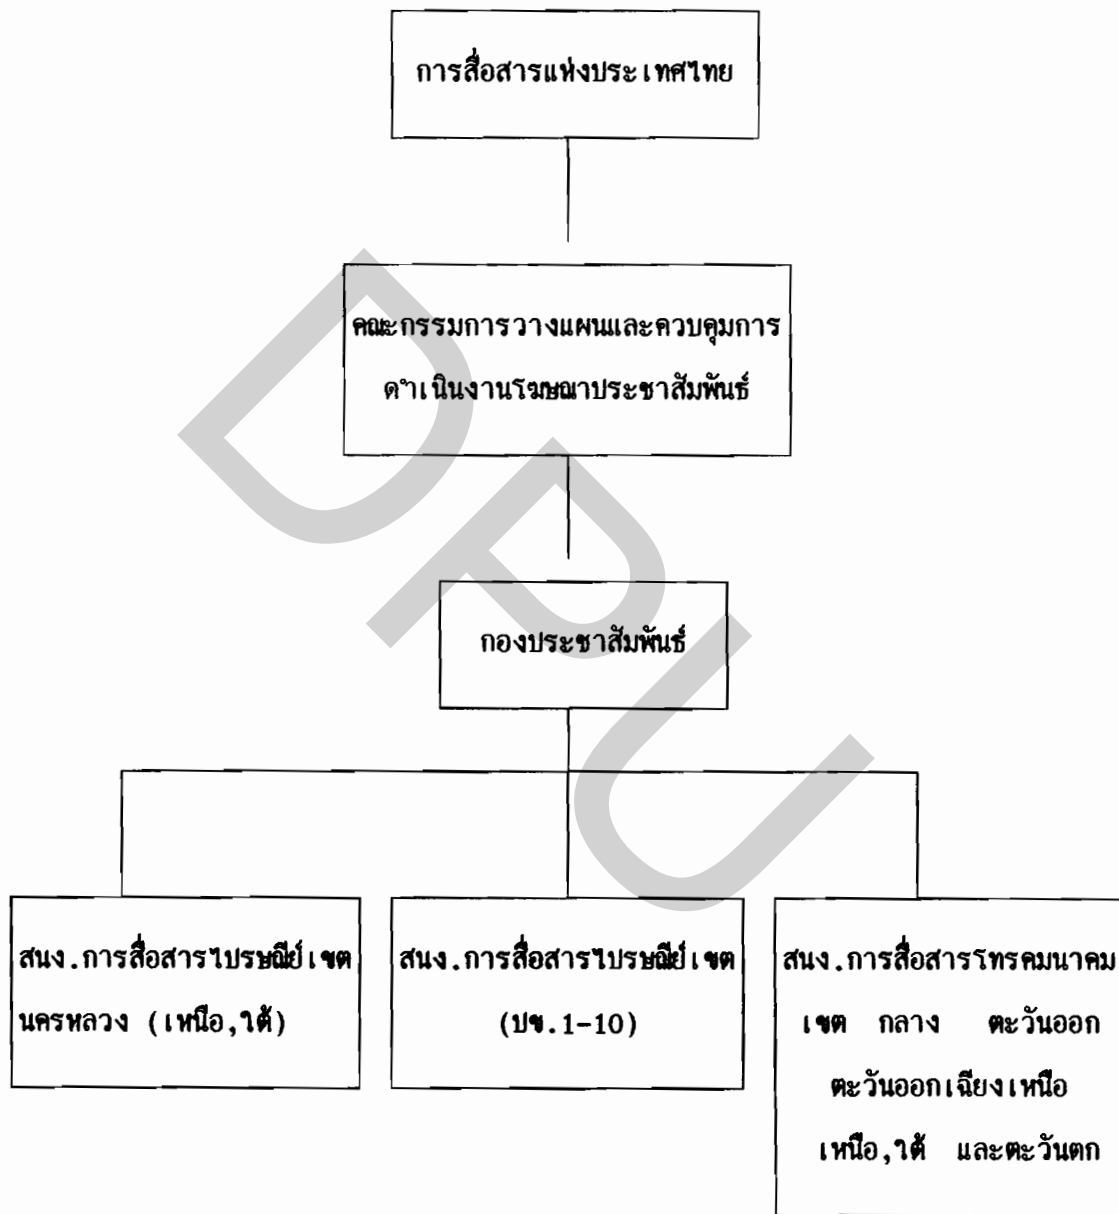 การสื่อสารแห่งประเทศไทย
คณะกรรมการวางแผนและควบคุมการ
ดำเนินงานโฆษณาประชาสัมพันธ์
กองประชาสัมพันธ์
สนง.การสื่อสารไปรษณีย์เขต
นครหลวง (เหนือ,ใต้)
สนง.การสื่อสารไปรษณีย์เขต
(ปข.1-10)
สนง.การสื่อสารโทรคมนาคม
เขต กลาง ตะวันออก
ตะวันออกเฉียงเหนือ
เหนือ,ใต้ และตะวันตก
DPU